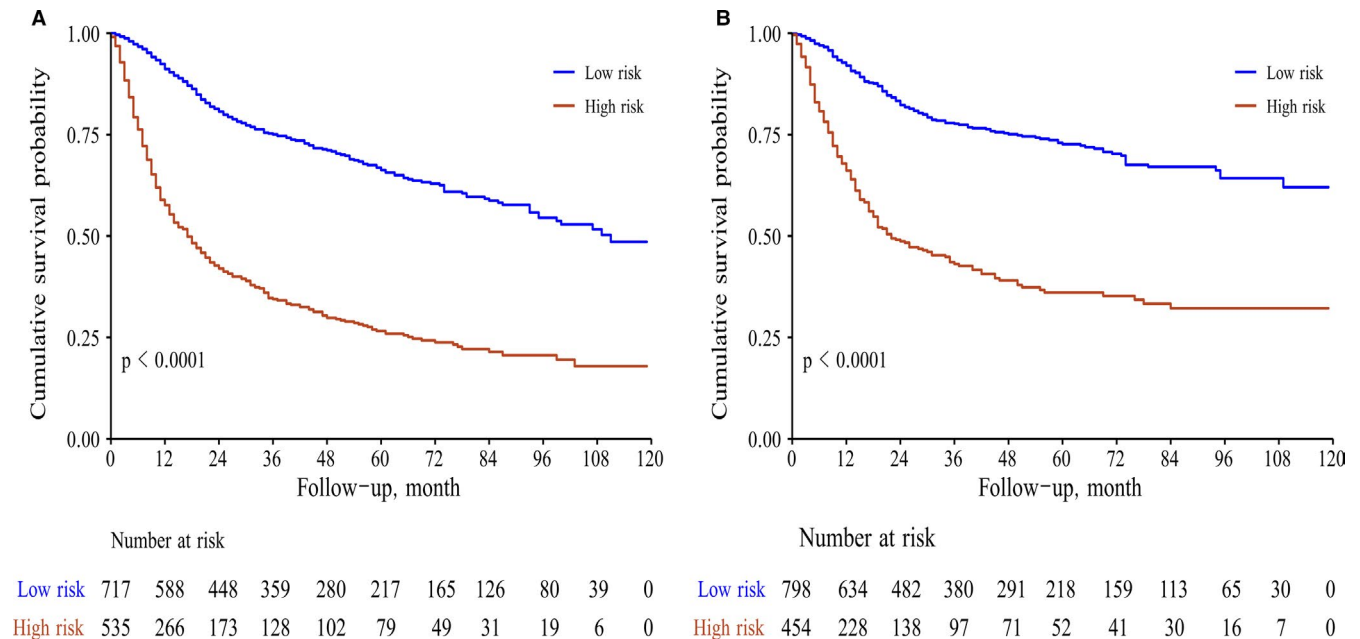 A
Cumulative survival probability
1.00
0.75
0.50
0.25
0.00
Low risk
High risk
p < 0.0001
0 12 24 36 48 60 72 84 96 108 120
Follow-up, month
Number at risk
Low risk 717 588 448 359 280 217 165 126 80 39 0
High risk 535 266 173 128 102 79 49 31 19 6 0
B
Cumulative survival probability
1.00
0.75
0.50
0.25
0.00
Low risk
High risk
p < 0.0001
0 12 24 36 48 60 72 84 96 108 120
Follow-up, month
Number at risk
Low risk 798 634 482 380 291 218 159 113 65 30 0
High risk 454 228 138 97 71 52 41 30 16 7 0